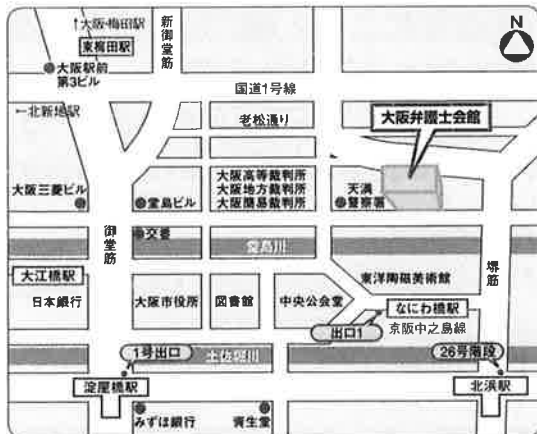 ↑大阪・梅田駅
東梅田駅
新御堂筋
N
大阪駅前
第3ビル
国道1号線
←北新地駅
老松通り
大阪弁護士会館
大阪高等裁判所
大阪地方裁判所
大阪簡易裁判所
天満
警察署
大阪三菱ビル
堂島ビル
御堂筋
交番
堂島川
堺筋
大江橋駅
東洋陶磁美術館
日本銀行
大阪市役所
図書館
中央公会堂
なにわ橋駅
出口1
京阪中之島線
1号出口
土佐堀川
26号階段
淀屋橋駅
北浜駅
みずほ銀行
資生堂